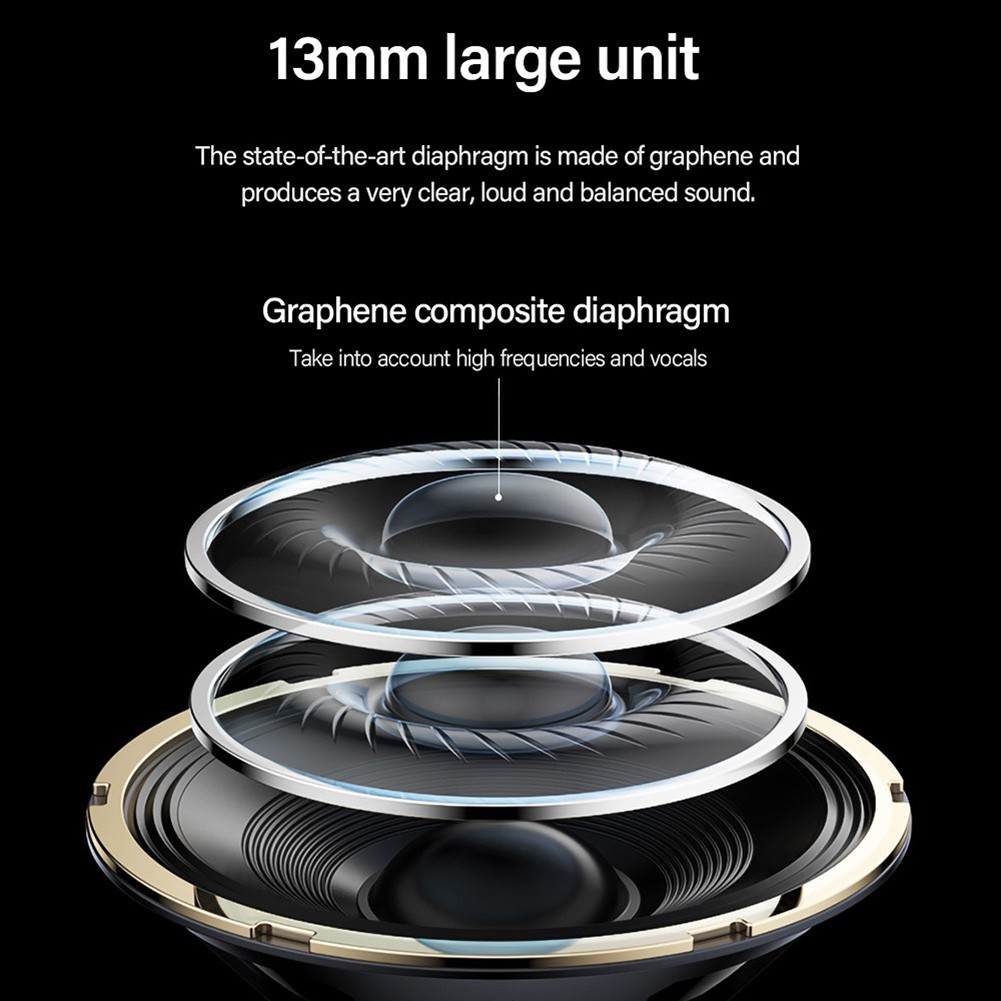 13mm large unit
The state-of-the-art diaphragm is made of graphene and
produces a very clear, loud and balanced sound.
Graphene composite diaphragm
Take into account high frequencies and vocals